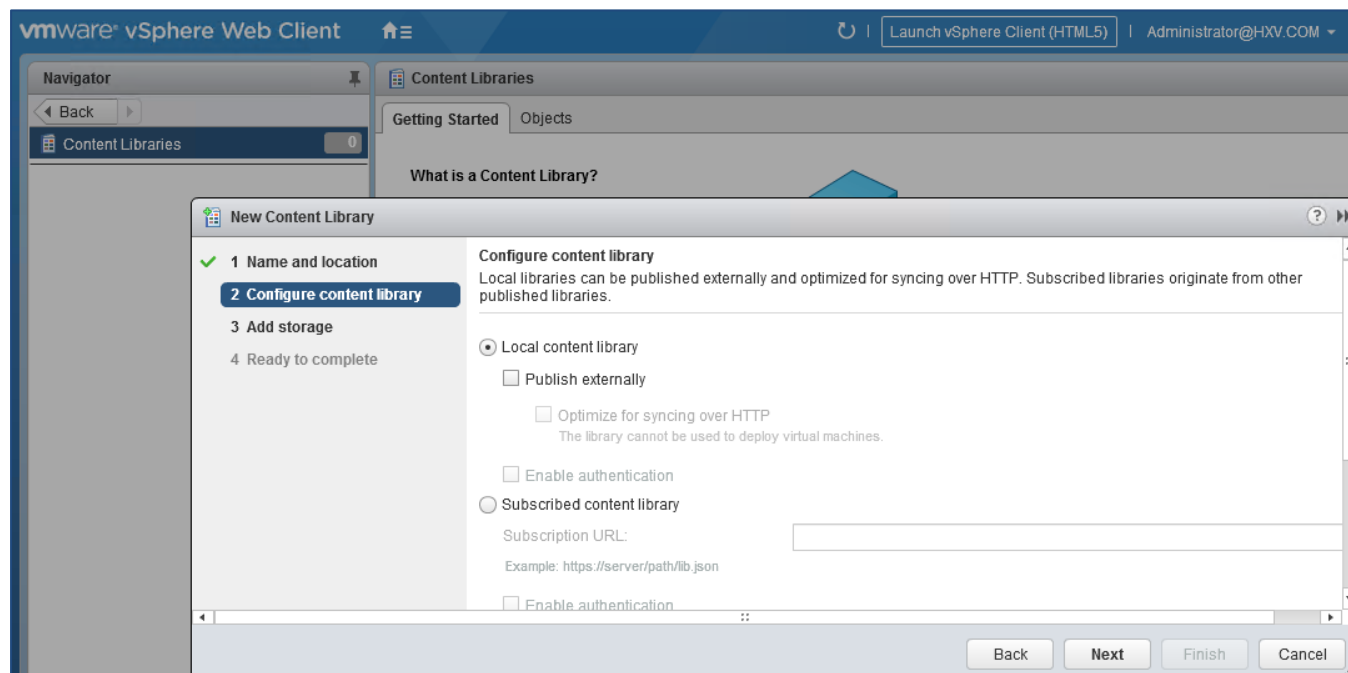 vmware® vSphere Web Client
Launch vSphere Client (HTML5)
Administrator@HXV.COM
Navigator
Content Libraries
Back
Getting Started
Objects
Content Libraries
0
What is a Content Library?
New Content Library
?
1 Name and location
2 Configure content library
3 Add storage
4 Ready to complete
Configure content library
Local libraries can be published externally and optimized for syncing over HTTP. Subscribed libraries originate from other
published libraries.
Local content library
Publish externally
Optimize for syncing over HTTP
The library cannot be used to deploy virtual machines.
Enable authentication
Subscribed content library
Subscription URL:
Example: https://server/path/lib.json
Enable authentication
Back
Next
Finish
Cancel